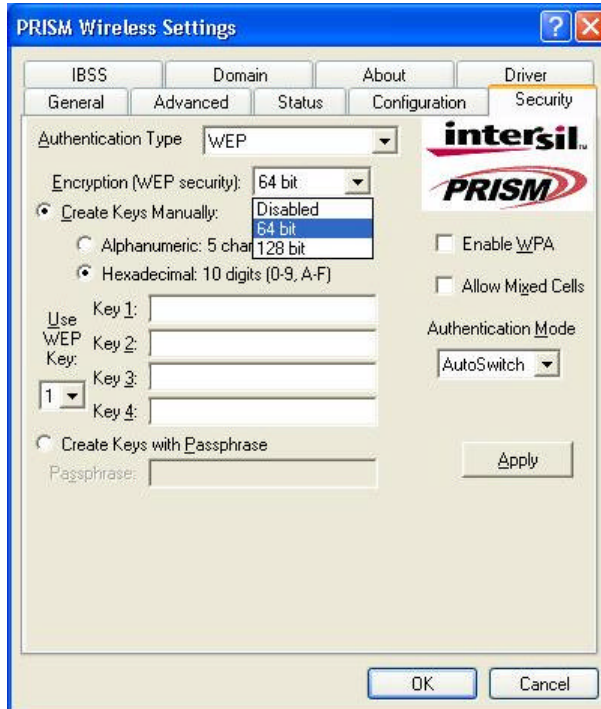 PRISM Wireless Settings
IBSS Domain About Driver
General Advanced Status Configuration Security
Authentication Type WEP
intersil™
PRISM
Encryption (WEP security): 64 bit
Disabled
64 bit
128 bit
Create Keys Manually:
Alphanumeric: 5
Hexadecimal: 10 digits (0-9, A-F)
Enable WPA
Allow Mixed Cells
Use WEP Key:
1
Key 1:
Key 2:
Key 3:
Key 4:
Authentication Mode
AutoSwitch
Create Keys with Passphrase
Passphrase:
Apply
OK Cancel